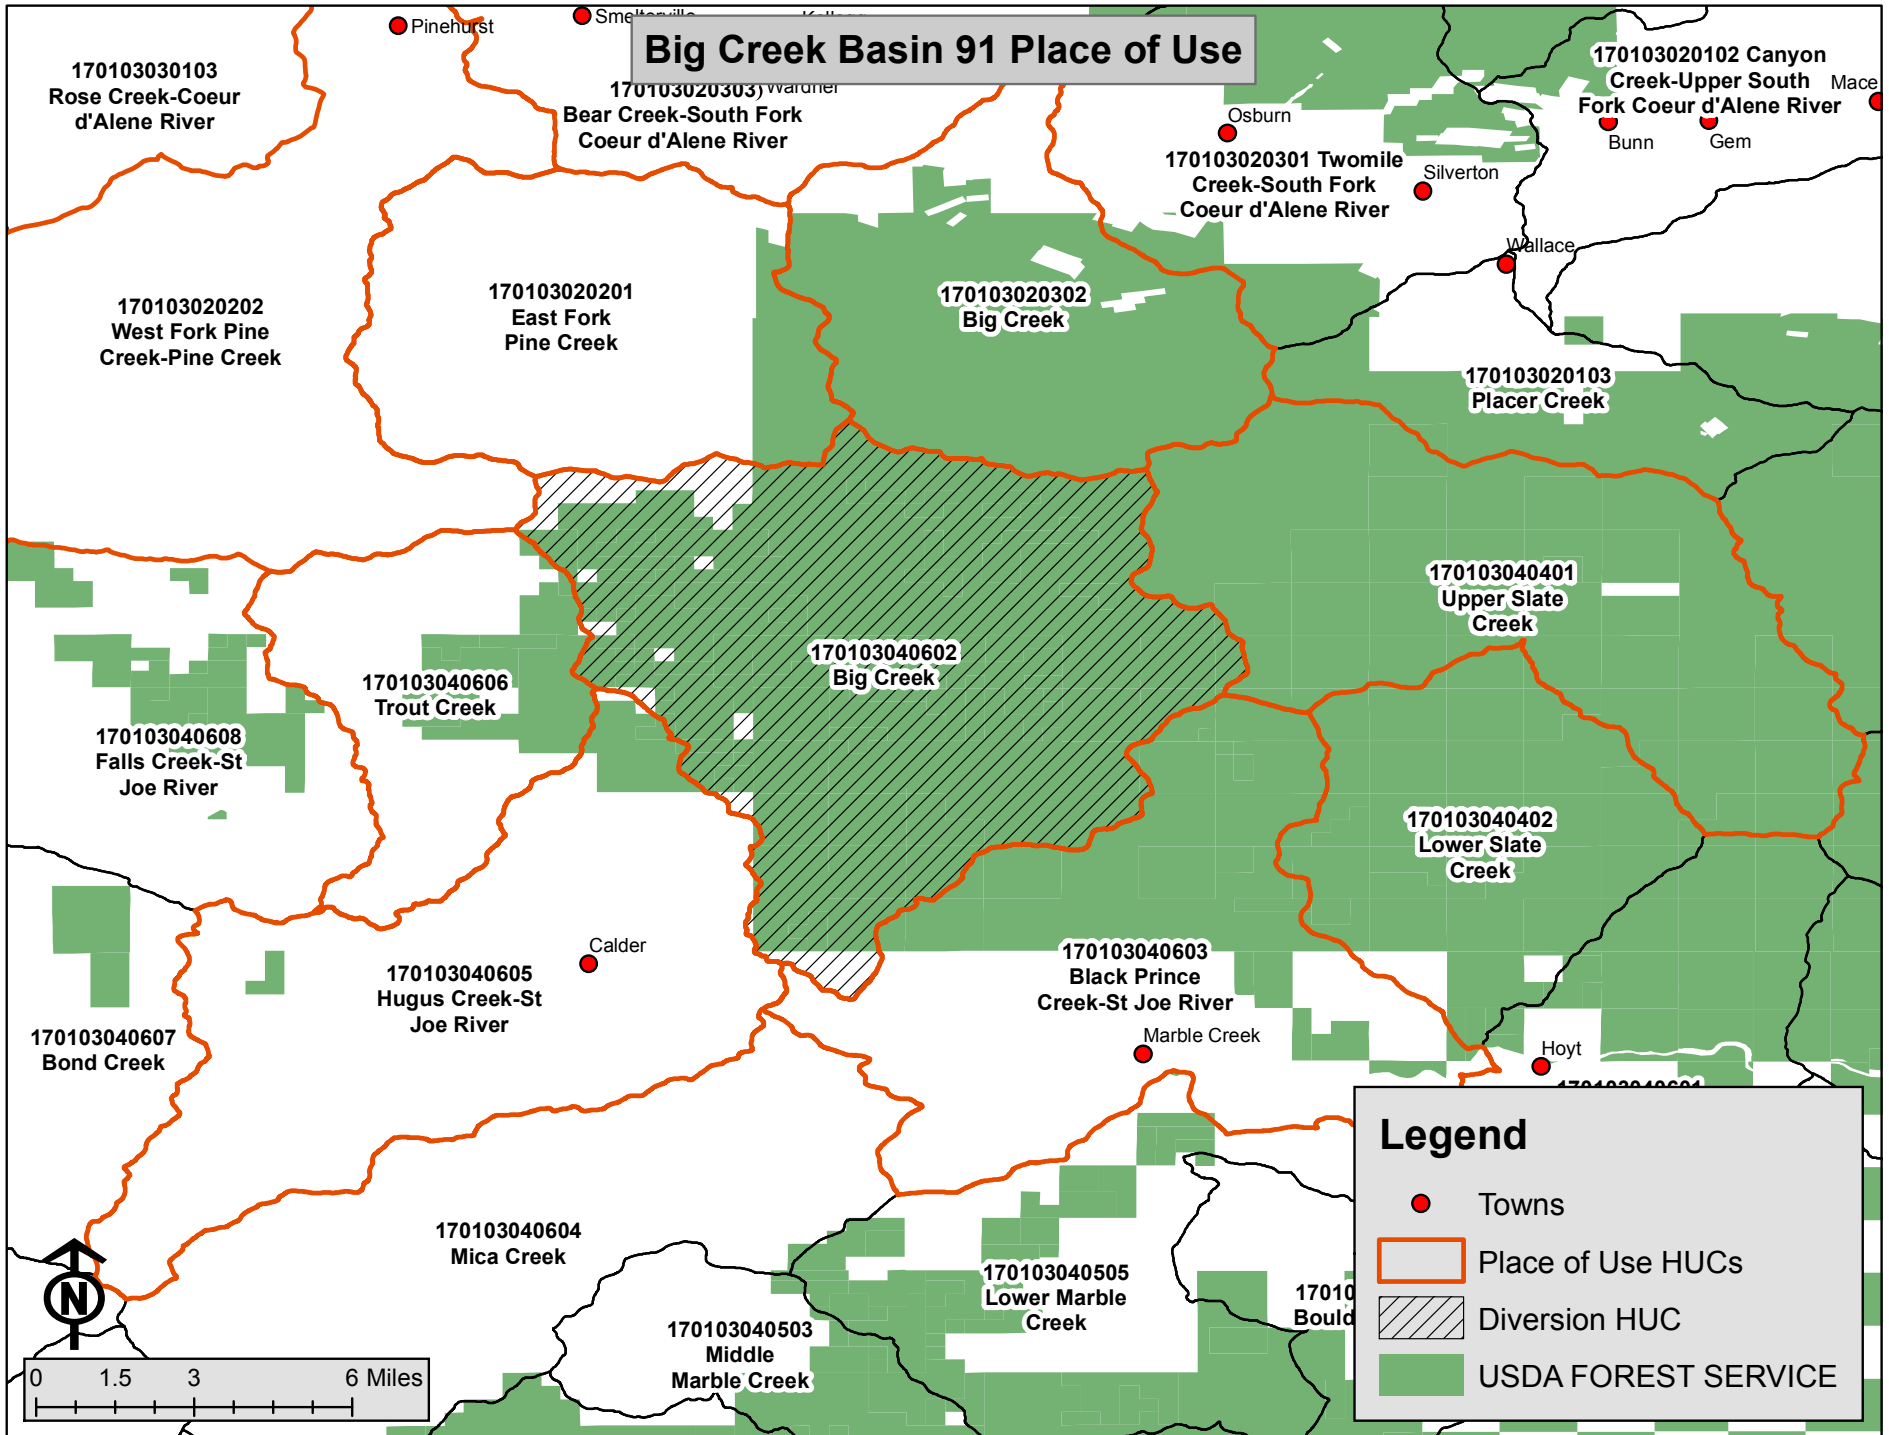 Big Creek Basin 91 Place of Use
Pinehurst
Smelterville
Kellogg
170103030103
Rose Creek-Coeur
d'Alene River
170103020303
Wardner
Bear Creek-South Fork
Coeur d'Alene River
170103020102 Canyon
Creek-Upper South
Fork Coeur d'Alene River
Mace
Bunn
Gem
Osburn
170103020301 Twomile
Creek-South Fork
Coeur d'Alene River
Silverton
Wallace
170103020202
West Fork Pine
Creek-Pine Creek
170103020201
East Fork
Pine Creek
170103020302
Big Creek
170103020103
Placer Creek
170103040401
Upper Slate
Creek
170103040602
Big Creek
170103040606
Trout Creek
170103040608
Falls Creek-St
Joe River
170103040402
Lower Slate
Creek
Calder
170103040605
Hugus Creek-St
Joe River
170103040603
Black Prince
Creek-St Joe River
Marble Creek
Hoyt
170103040601
170103040607
Bond Creek
170103040604
Mica Creek
170103040505
Lower Marble
Creek
17010
Bould
170103040503
Middle
Marble Creek
N
0 1.5 3 6 Miles
Legend
Towns
Place of Use HUCs
Diversion HUC
USDA FOREST SERVICE